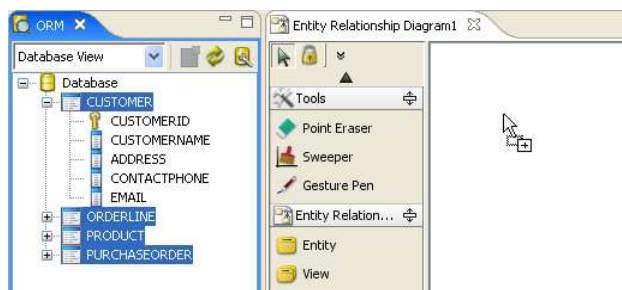 ORM
Database View
Database
CUSTOMER
CUSTOMERID
CUSTOMERNAME
ADDRESS
CONTACTPHONE
EMAIL
ORDERLINE
PRODUCT
PURCHASEORDER
Entity Relationship Diagram1
Tools
Point Eraser
Sweeper
Gesture Pen
Entity Relation...
Entity
View